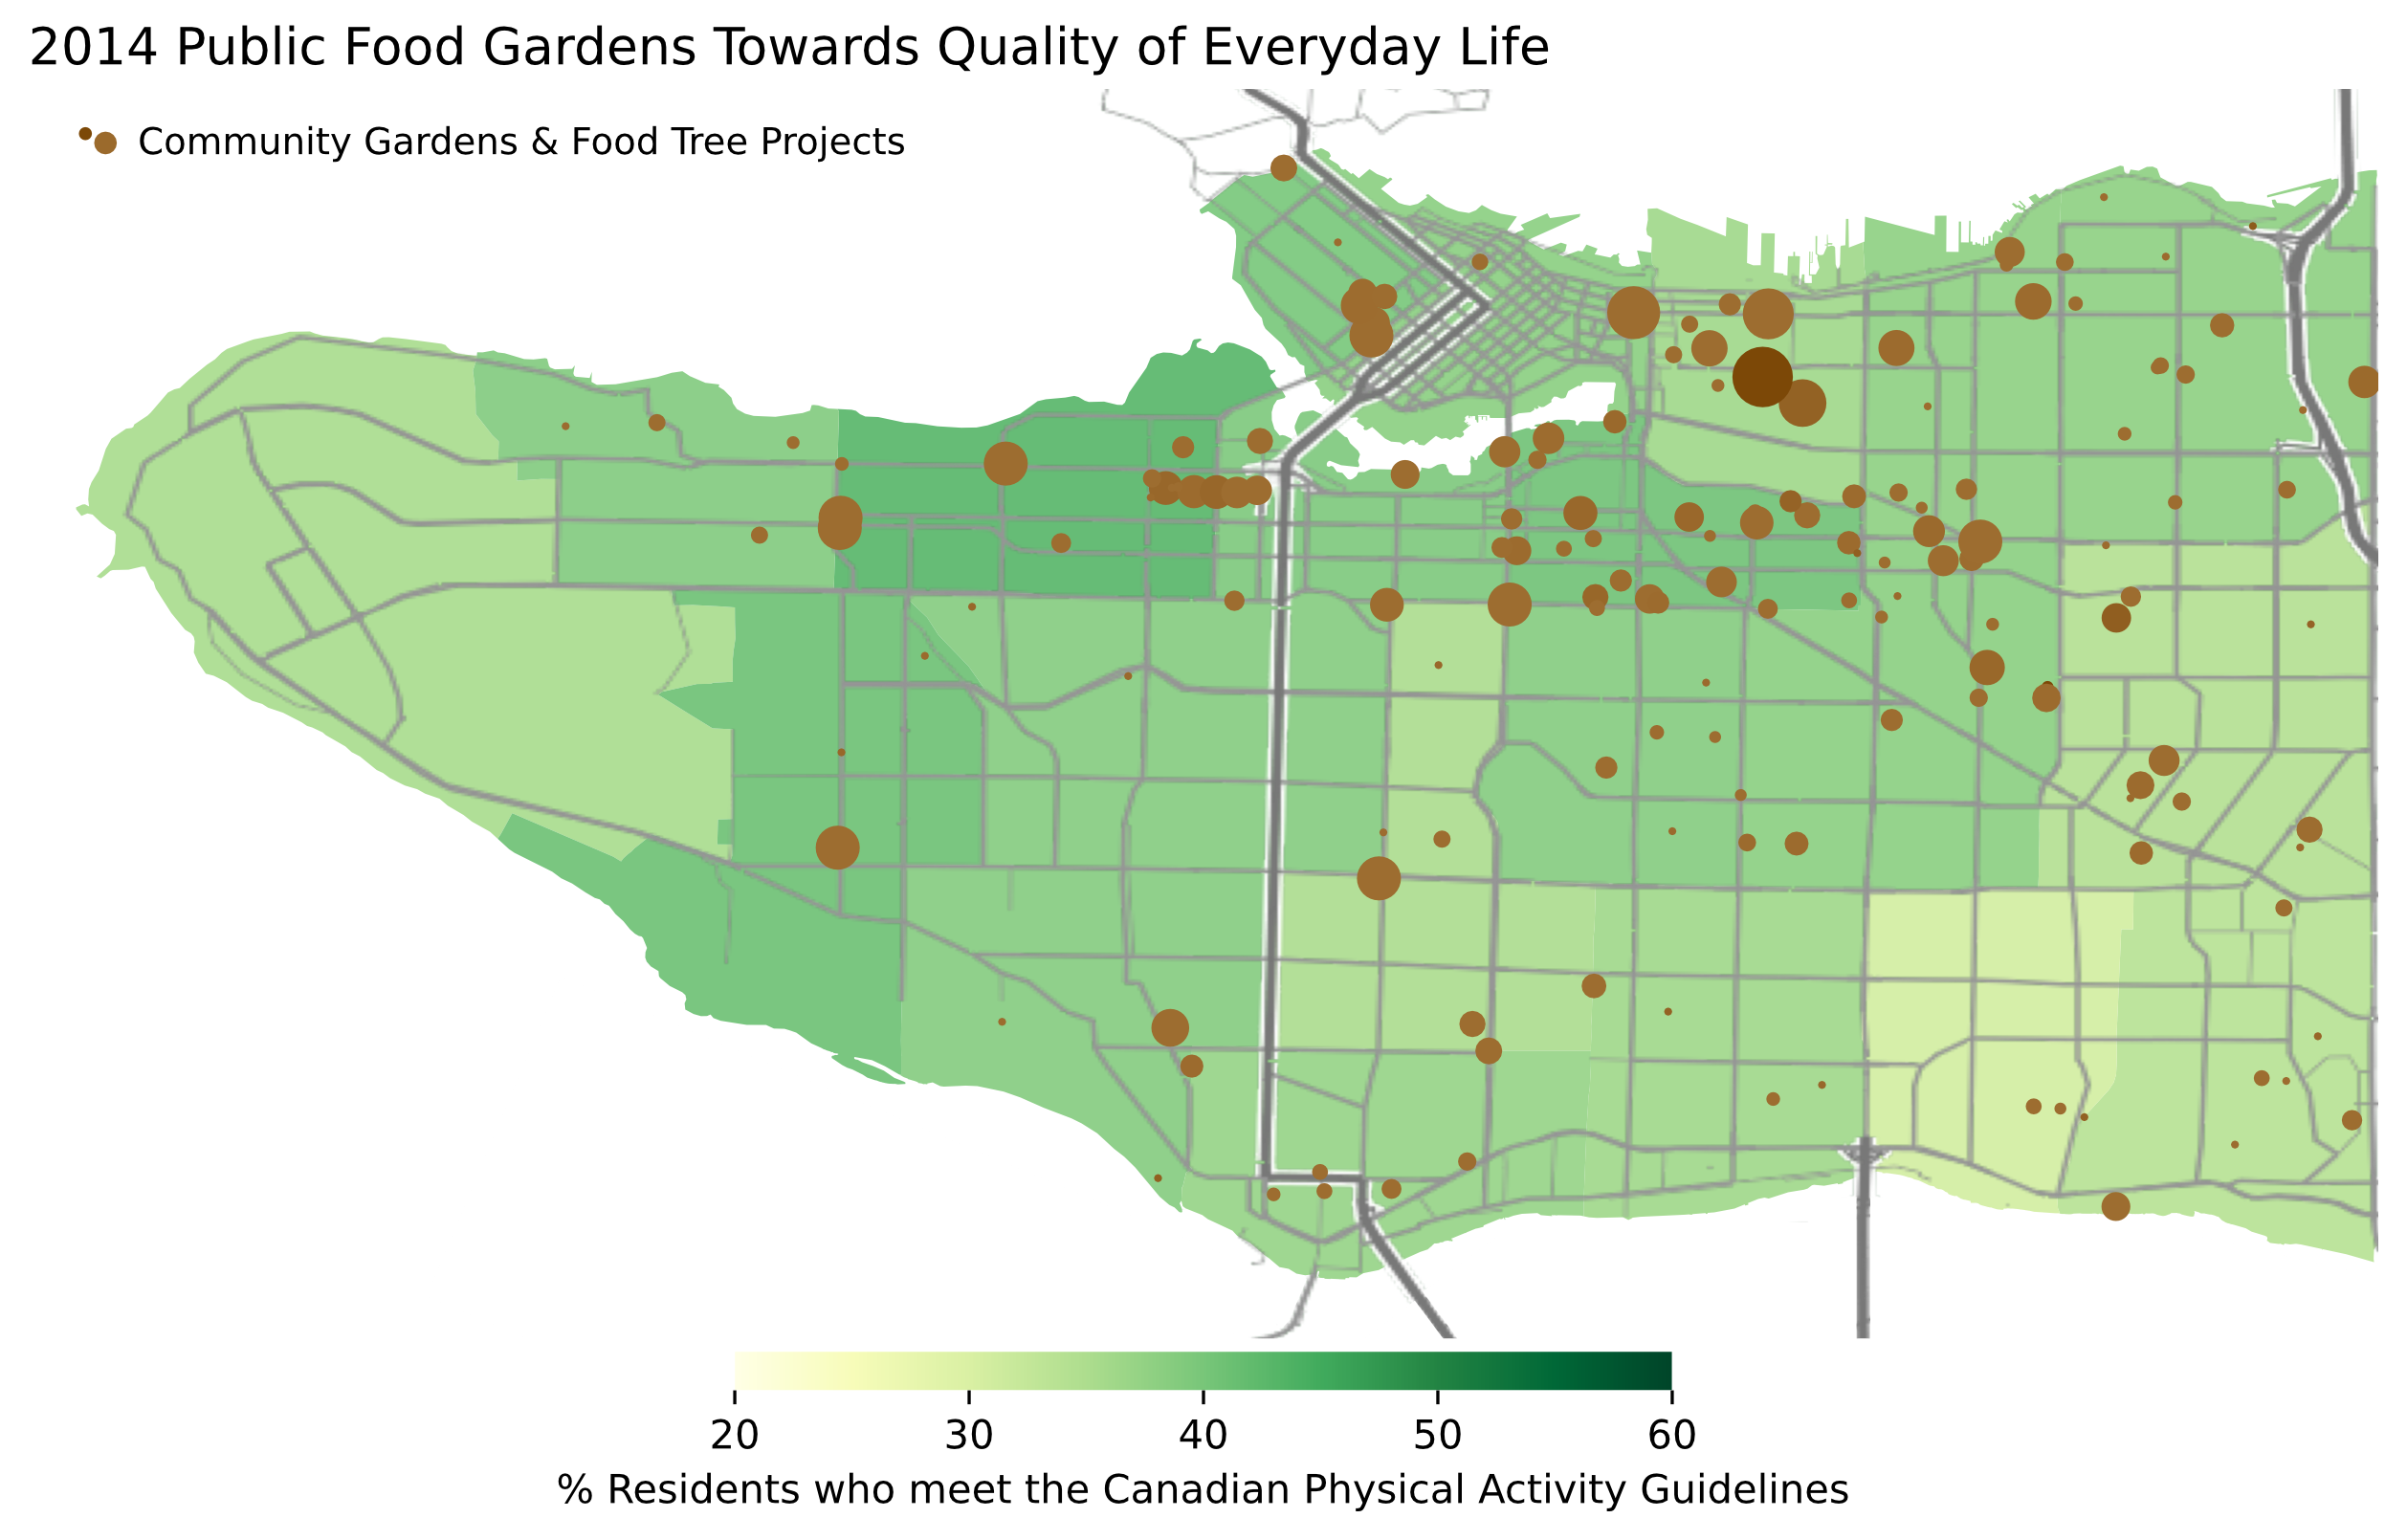 2014 Public Food Gardens Towards Quality of Everyday Life
Community Gardens & Food Tree Projects
20 30 40 50 60
% Residents who meet the Canadian Physical Activity Guidelines